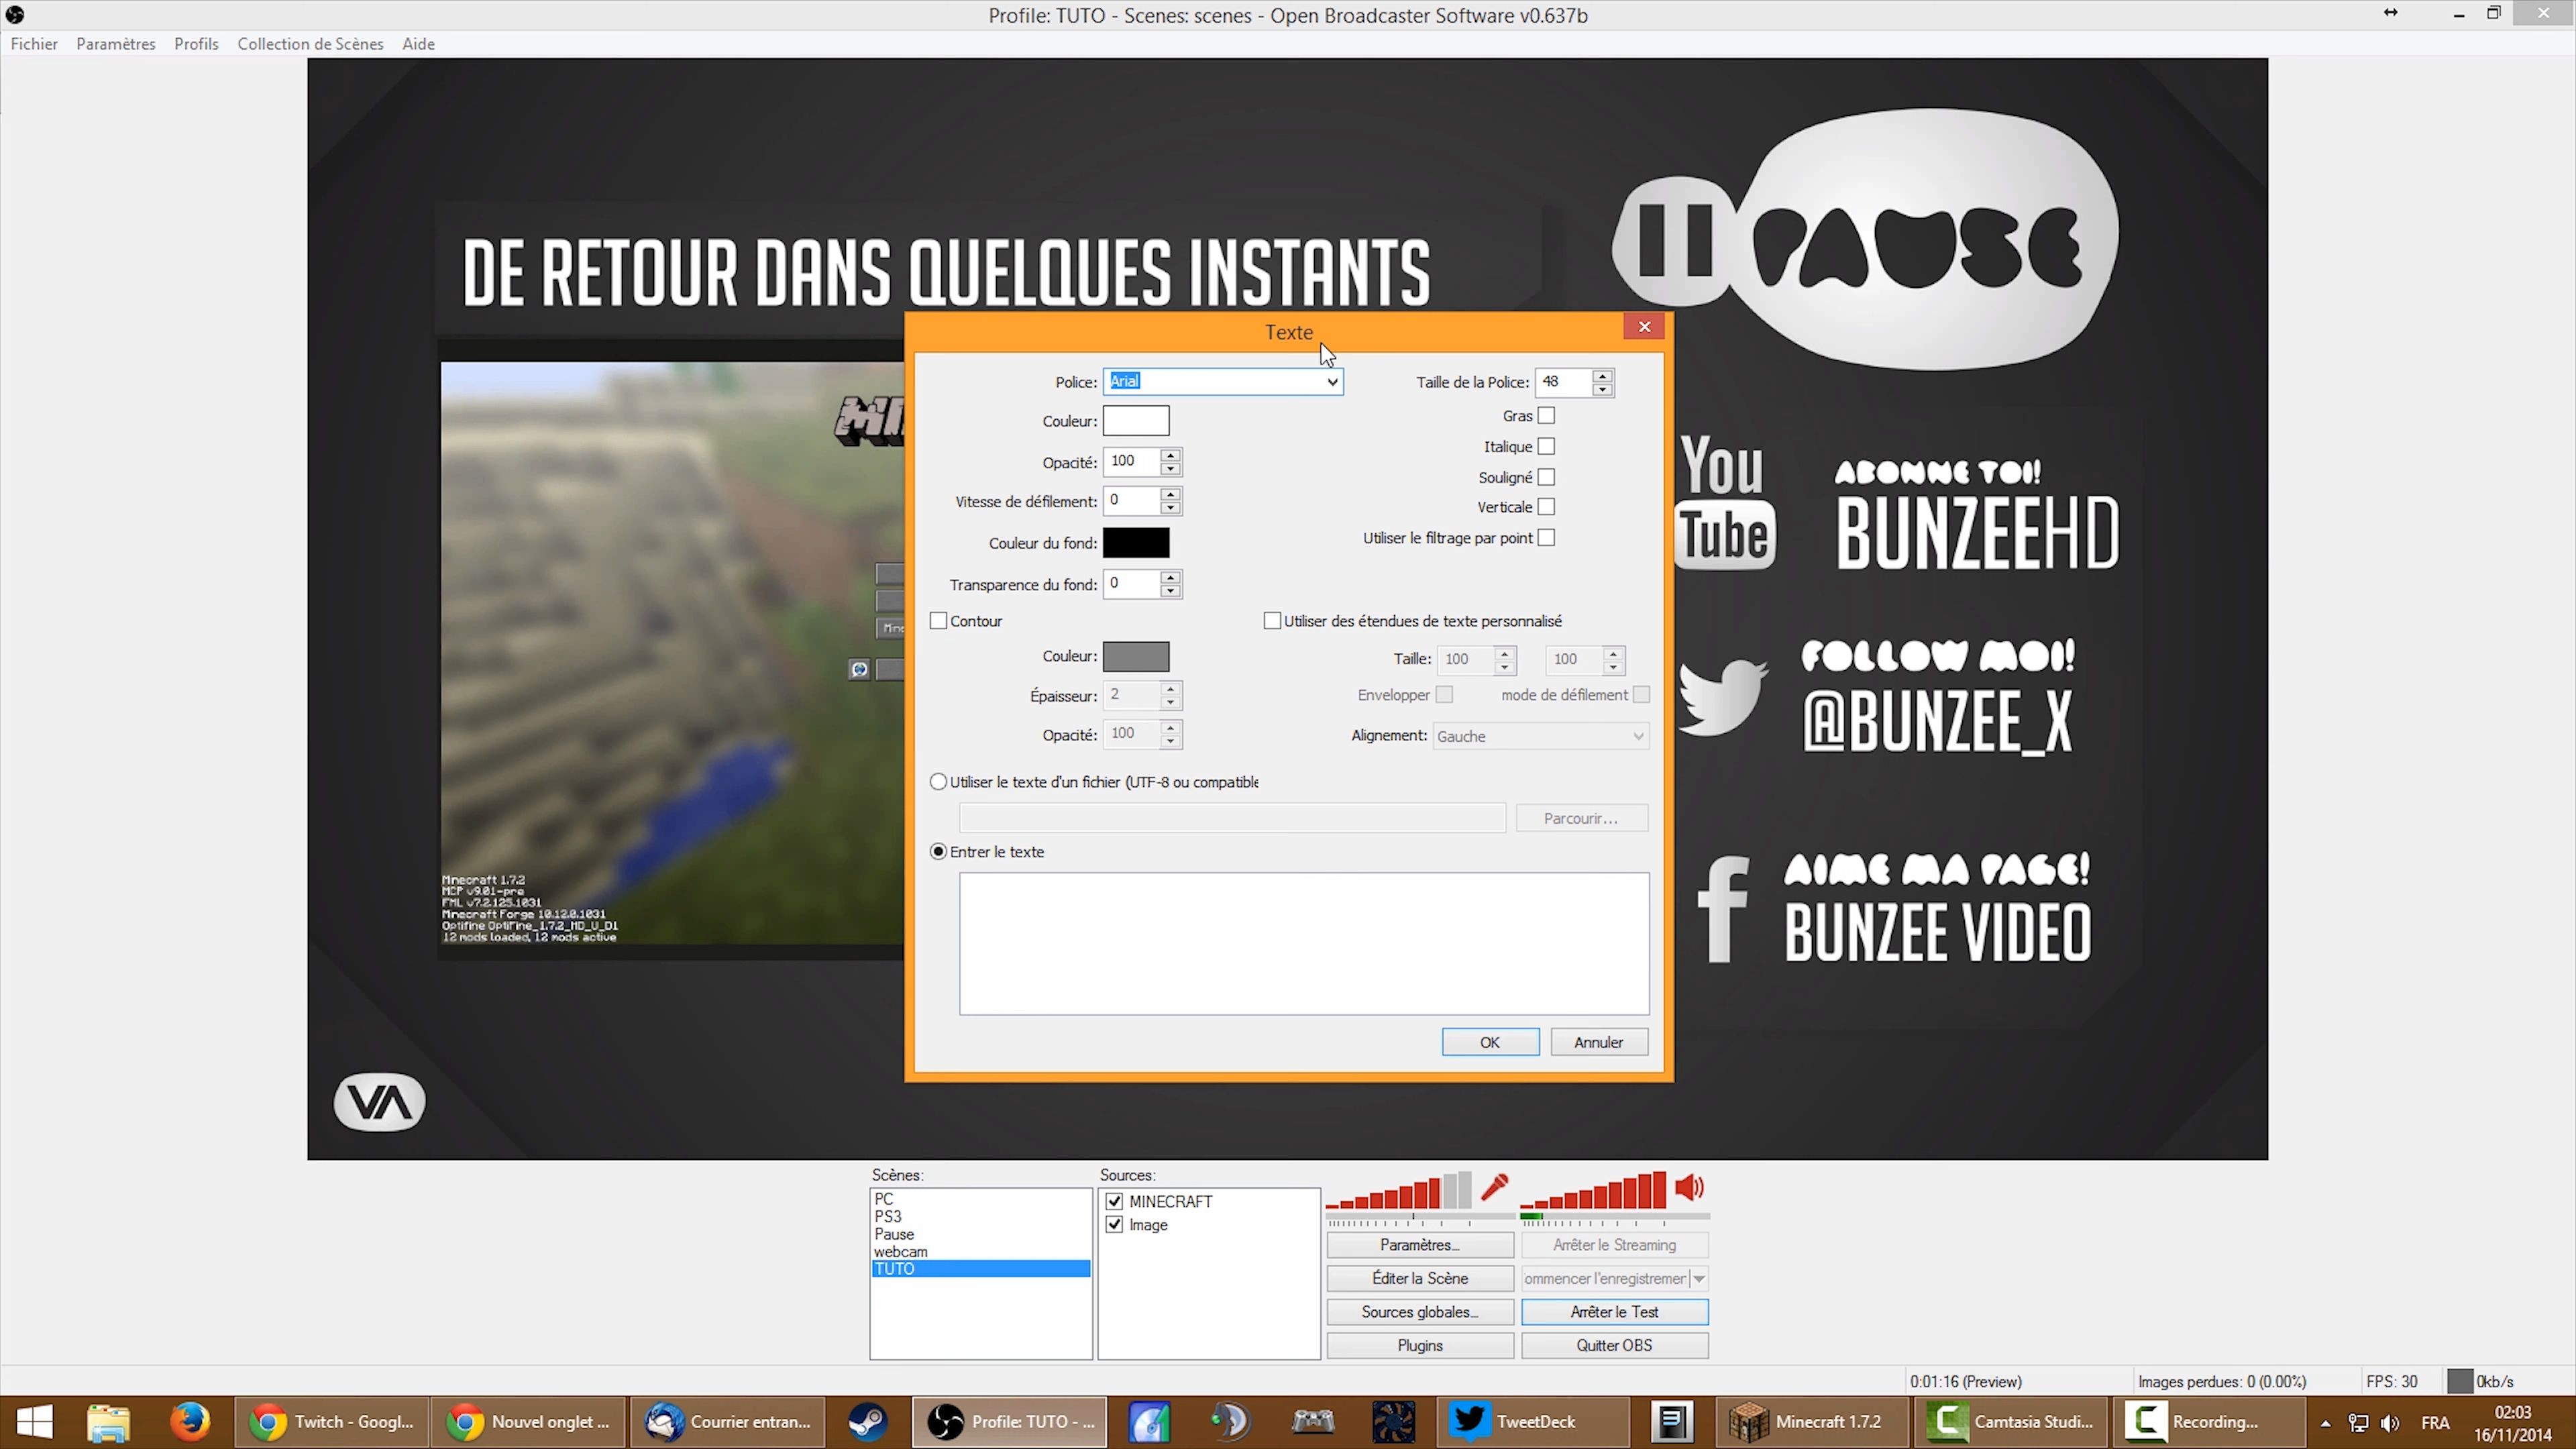 Profile: TUTO - Scenes: scenes - Open Broadcaster Software v0.637b
Fichier Paramètres Profils Collection de Scènes Aide
PAUSE
DE RETOUR DANS QUELQUES INSTANTS
Texte
Police: Arial
Taille de la Police: 48
Couleur:
Gras
Italique
Opacité: 100
Souligné
Vitesse de défilement: 0
Verticale
Couleur du fond:
Utiliser le filtrage par point
Transparence du fond: 0
Contour
Utiliser des étendues de texte personnalisé
Couleur:
Taille: 100 100
Épaisseur: 2
Envelopper mode de défilement
Opacité: 100
Alignement: Gauche
Utiliser le texte d'un fichier (UTF-8 ou compatible
Parcourir...
Entrer le texte
OK Annuler
You
Tube
ABONNE TOI!
BUNZEEHD
FOLLOW MOI!
@BUNZEE_X
f
AIME MA PAGE!
BUNZEE VIDEO
Minecraft 1.7.2
MCP v9.01-pre
FML v7.2.125.1031
Minecraft Forge 10.12.0.1031
Optifine OptiFine_1.7.2_HD_U_D1
12 mods loaded, 12 mods active
VA
Scènes:
PC
PS3
Pause
webcam
TUTO
Sources:
MINECRAFT
Image
Paramètres... Arrêter le Streaming
Éditer la Scène ommencer l'enregistremer
Sources globales... Arrêter le Test
Plugins Quitter OBS
0:01:16 (Preview) Images perdues: 0 (0.00%) FPS: 30 0kb/s
Twitch - Googl... Nouvel onglet ... Courrier entran... Profile: TUTO - ... TweetDeck Minecraft 1.7.2 Camtasia Studi... Recording... FRA 02:03
16/11/2014